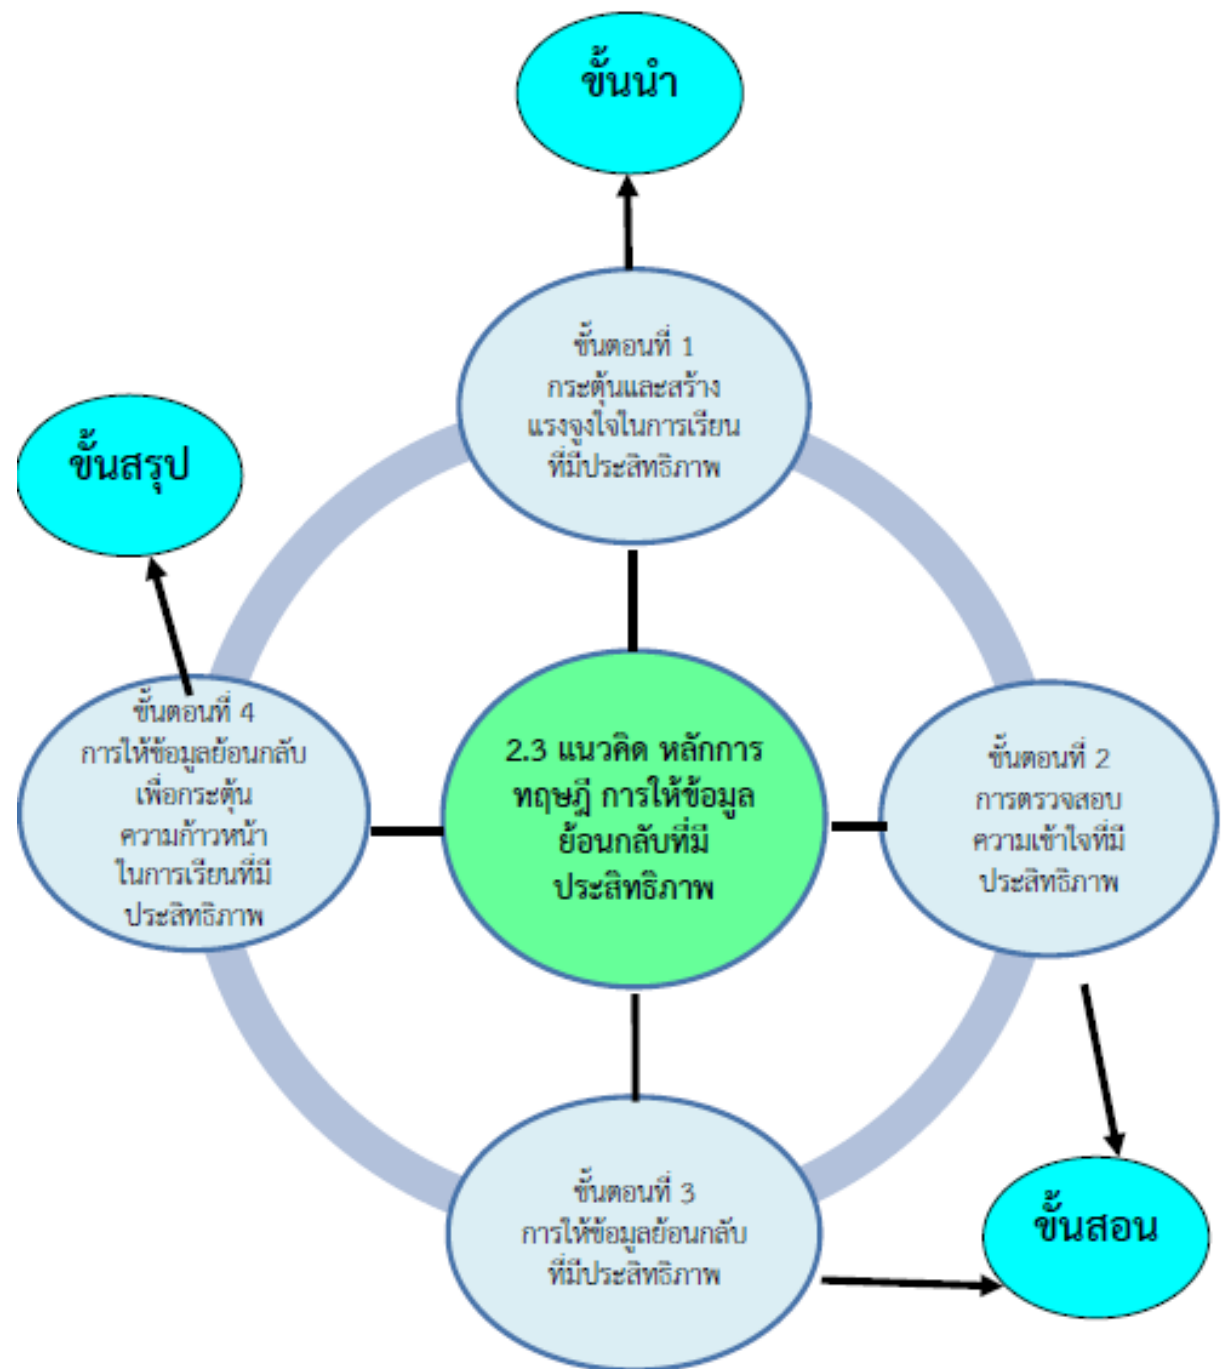 ขั้นนำ
ขั้นตอนที่ 1
กระตุ้นและสร้าง
แรงจูงใจในการเรียน
ที่มีประสิทธิภาพ
ขั้นสรุป
ขั้นตอนที่ 4
การให้ข้อมูลย้อนกลับ
เพื่อกระตุ้น
ความก้าวหน้า
ในการเรียนที่มี
ประสิทธิภาพ
2.3 แนวคิด หลักการ
ทฤษฎี การให้ข้อมูล
ย้อนกลับที่มี
ประสิทธิภาพ
ขั้นตอนที่ 2
การตรวจสอบ
ความเข้าใจที่มี
ประสิทธิภาพ
ขั้นตอนที่ 3
การให้ข้อมูลย้อนกลับ
ที่มีประสิทธิภาพ
ขั้นสอน